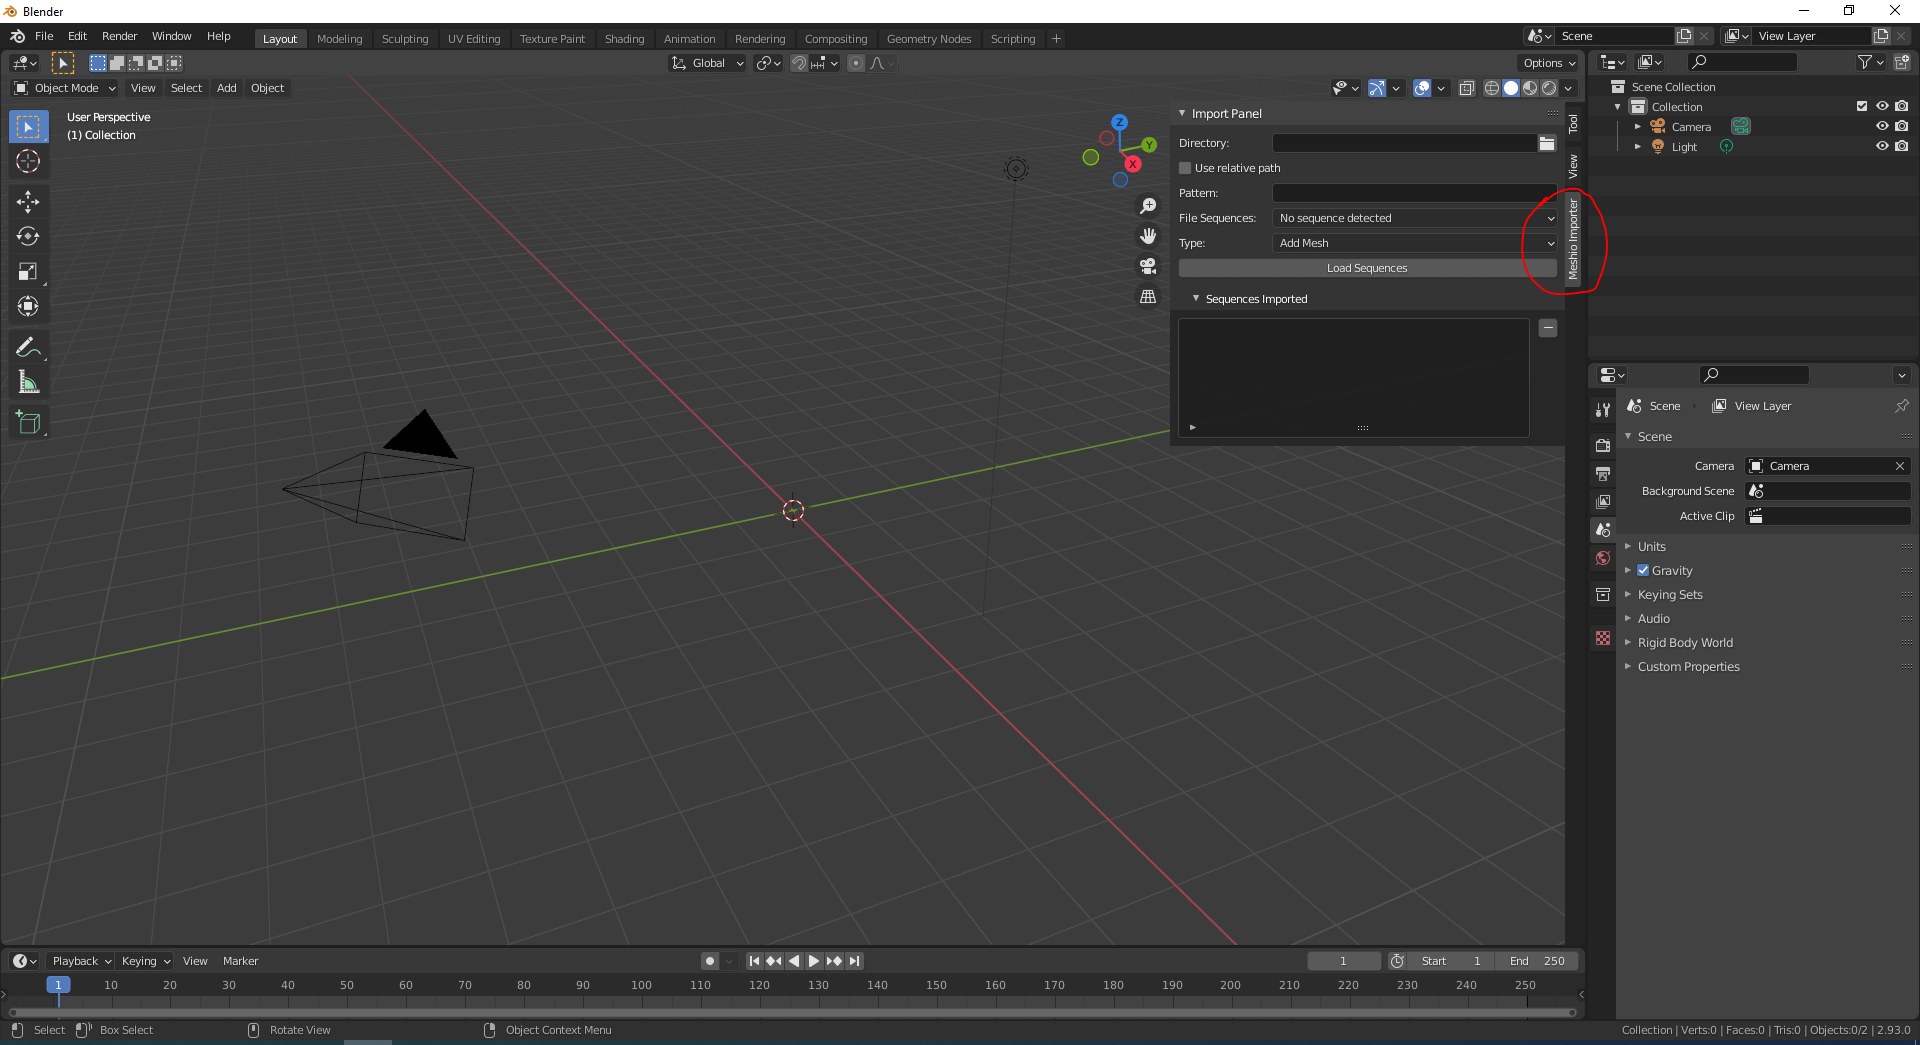 Blender
File Edit Render Window Help Layout Modeling Sculpting UV Editing Texture Paint Shading Animation Rendering Compositing Geometry Nodes Scripting + Scene View Layer
Global Options
Object Mode View Select Add Object
User Perspective
(1) Collection
Z
Y
X
Import Panel
Directory:
Use relative path
Pattern:
File Sequences: No sequence detected
Type: Add Mesh
Load Sequences
Sequences Imported
Tool
View
Meshio Importer
Scene Collection
Collection
Camera
Light
Scene View Layer
Scene
Camera Camera
Background Scene
Active Clip
Units
Gravity
Keying Sets
Audio
Rigid Body World
Custom Properties
Playback Keying View Marker 1 Start 1 End 250
1 10 20 30 40 50 60 70 80 90 100 110 120 130 140 150 160 170 180 190 200 210 220 230 240 250
Select Box Select Rotate View Object Context Menu Collection | Verts:0 | Faces:0 | Tris:0 | Objects:0/2 | 2.93.0